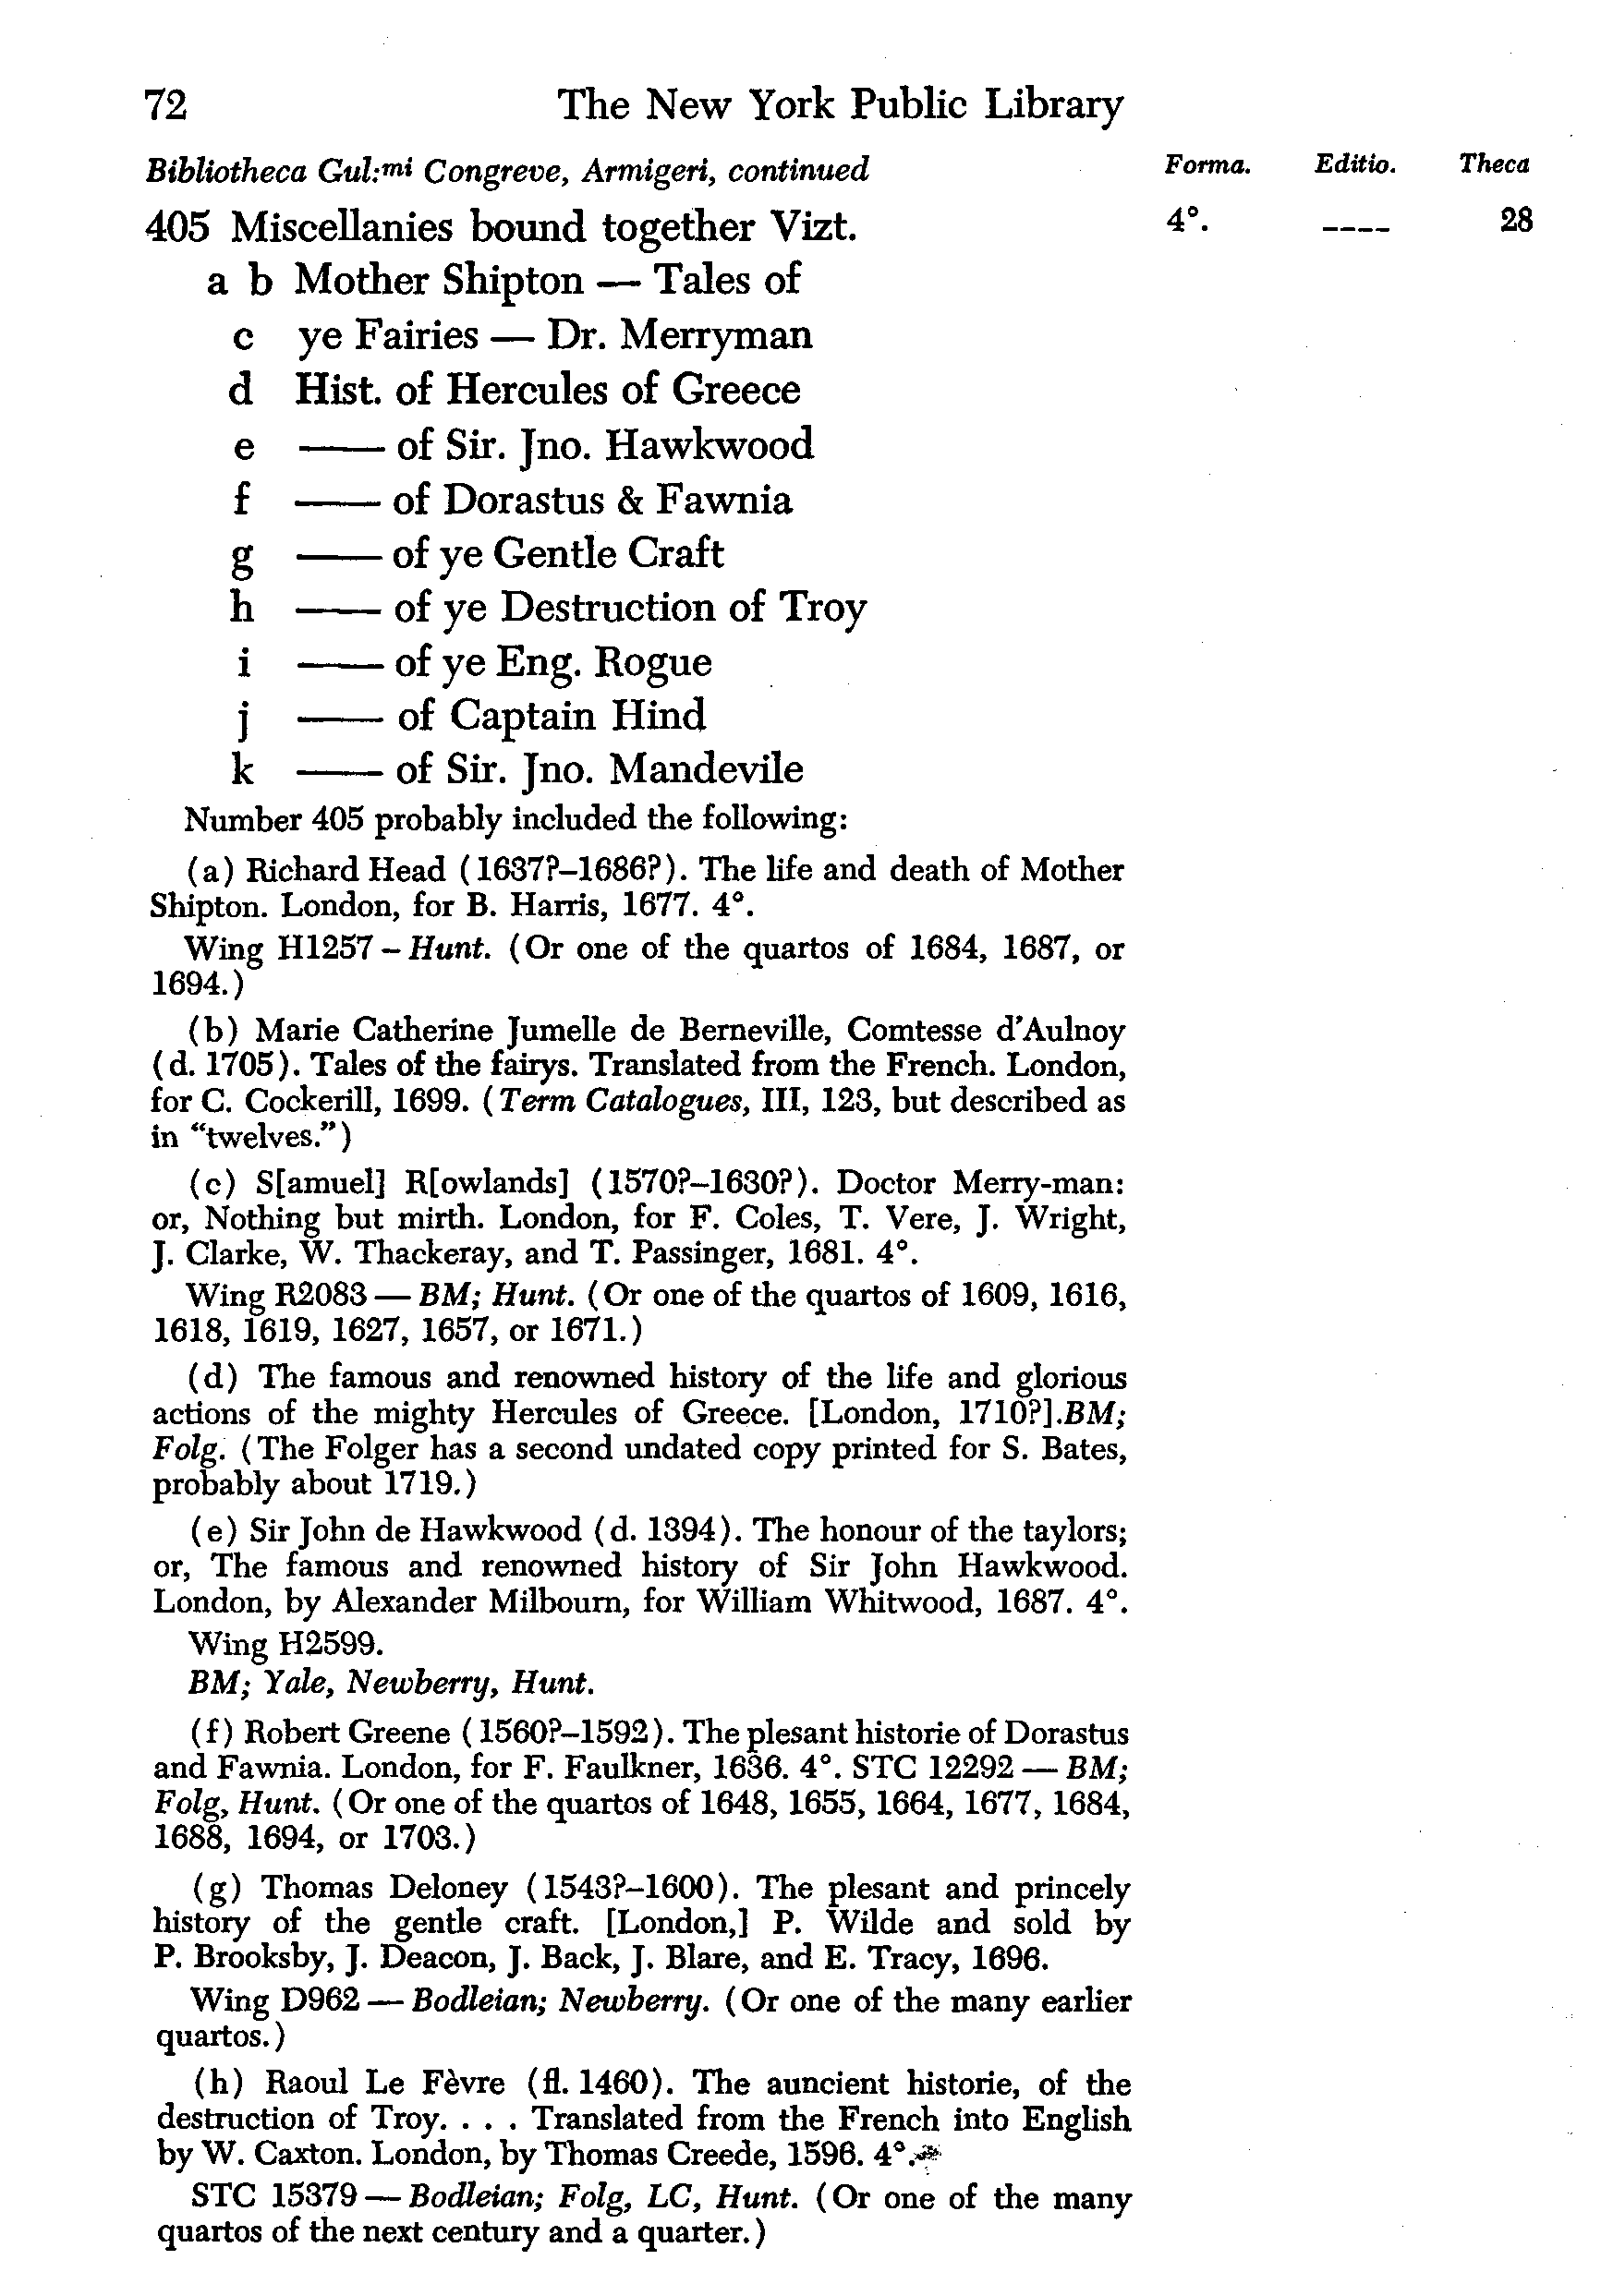 72 The New York Public Library
Bibliotheca Gul:mi Congreve, Armigeri, continued Forma. Editio. Theca
405 Miscellanies bound together Vizt. 4°. ---- 28
a b Mother Shipton — Tales of
c ye Fairies — Dr. Merryman
d Hist. of Hercules of Greece
e —— of Sir. Jno. Hawkwood
f —— of Dorastus & Fawnia
g —— of ye Gentle Craft
h —— of ye Destruction of Troy
i —— of ye Eng. Rogue
j —— of Captain Hind
k —— of Sir. Jno. Mandevile
Number 405 probably included the following:
(a) Richard Head (1637?–1686?). The life and death of Mother
Shipton. London, for B. Harris, 1677. 4°.
Wing H1257 – Hunt. (Or one of the quartos of 1684, 1687, or
1694.)
(b) Marie Catherine Jumelle de Berneville, Comtesse d'Aulnoy
(d. 1705). Tales of the fairys. Translated from the French. London,
for C. Cockerill, 1699. (Term Catalogues, III, 123, but described as
in “twelves.”)
(c) S[amuel] R[owlands] (1570?–1630?). Doctor Merry-man:
or, Nothing but mirth. London, for F. Coles, T. Vere, J. Wright,
J. Clarke, W. Thackeray, and T. Passinger, 1681. 4°.
Wing R2083 — BM; Hunt. (Or one of the quartos of 1609, 1616,
1618, 1619, 1627, 1657, or 1671.)
(d) The famous and renowned history of the life and glorious
actions of the mighty Hercules of Greece. [London, 1710?].BM;
Folg. (The Folger has a second undated copy printed for S. Bates,
probably about 1719.)
(e) Sir John de Hawkwood (d. 1394). The honour of the taylors;
or, The famous and renowned history of Sir John Hawkwood.
London, by Alexander Milbourn, for William Whitwood, 1687. 4°.
Wing H2599.
BM; Yale, Newberry, Hunt.
(f) Robert Greene (1560?–1592). The plesant historie of Dorastus
and Fawnia. London, for F. Faulkner, 1636. 4°. STC 12292 — BM;
Folg, Hunt. (Or one of the quartos of 1648, 1655, 1664, 1677, 1684,
1688, 1694, or 1703.)
(g) Thomas Deloney (1543?–1600). The plesant and princely
history of the gentle craft. [London,] P. Wilde and sold by
P. Brooksby, J. Deacon, J. Back, J. Blare, and E. Tracy, 1696.
Wing D962 — Bodleian; Newberry. (Or one of the many earlier
quartos.)
(h) Raoul Le Fèvre (fl. 1460). The auncient historie, of the
destruction of Troy. . . . Translated from the French into English
by W. Caxton. London, by Thomas Creede, 1596. 4°.
STC 15379 — Bodleian; Folg, LC, Hunt. (Or one of the many
quartos of the next century and a quarter.)